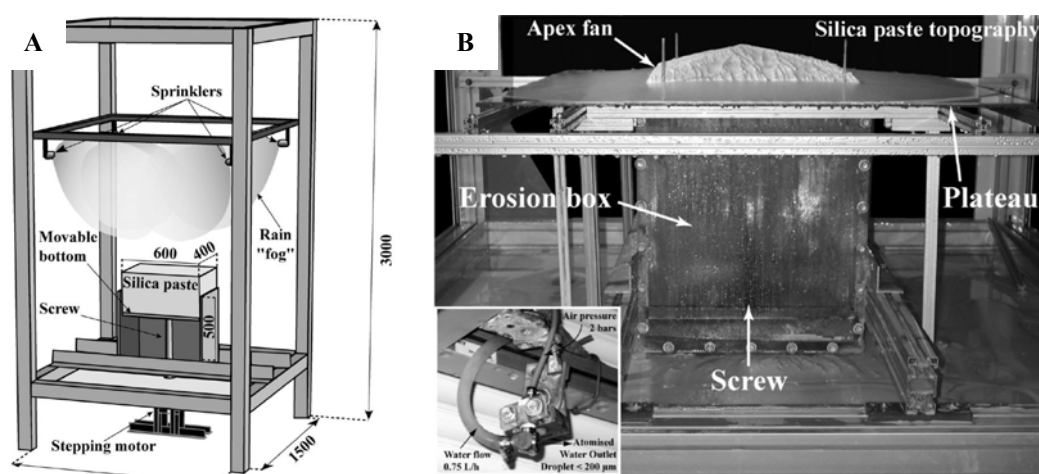 A
Sprinklers
Movable
bottom
600
400
Rain
"fog"
Silica paste
Screw
500
3000
Stepping motor
1500
B
Apex fan
Silica paste topography
Erosion box
Plateau
Screw
Air pressure
2 bars
Water flow
0.75 L/h
Atomised
Water Outlet
Droplet < 200 µm